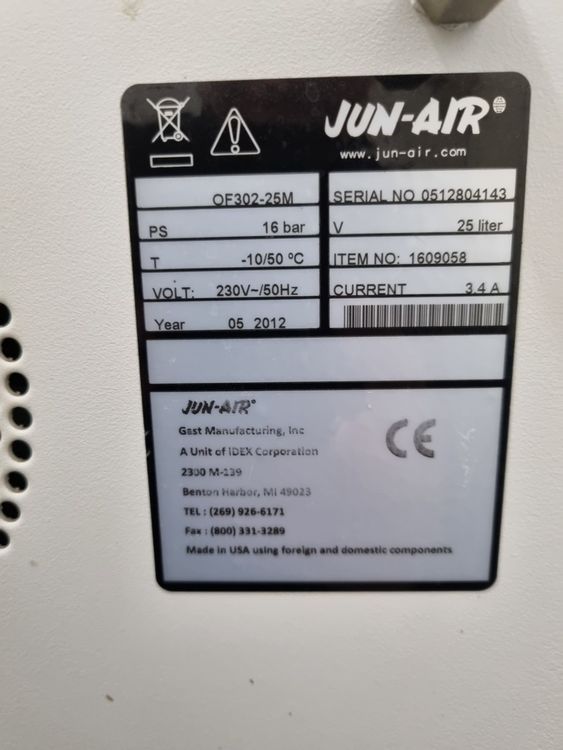 JUN-AIR
www.jun-air.com
OF302-25M
SERIAL NO 0512804143
PS 16 bar
V 25 liter
T -10/50 ºC
ITEM NO: 1609058
VOLT: 230V~/50Hz
CURRENT 3.4 A
Year 05 2012
JUN-AIR
Gast Manufacturing, Inc
A Unit of IDEX Corporation
2300 M-139
Benton Harbor, MI 49023
TEL : (269) 926-6171
Fax : (800) 331-3289
Made in USA using foreign and domestic components
CE